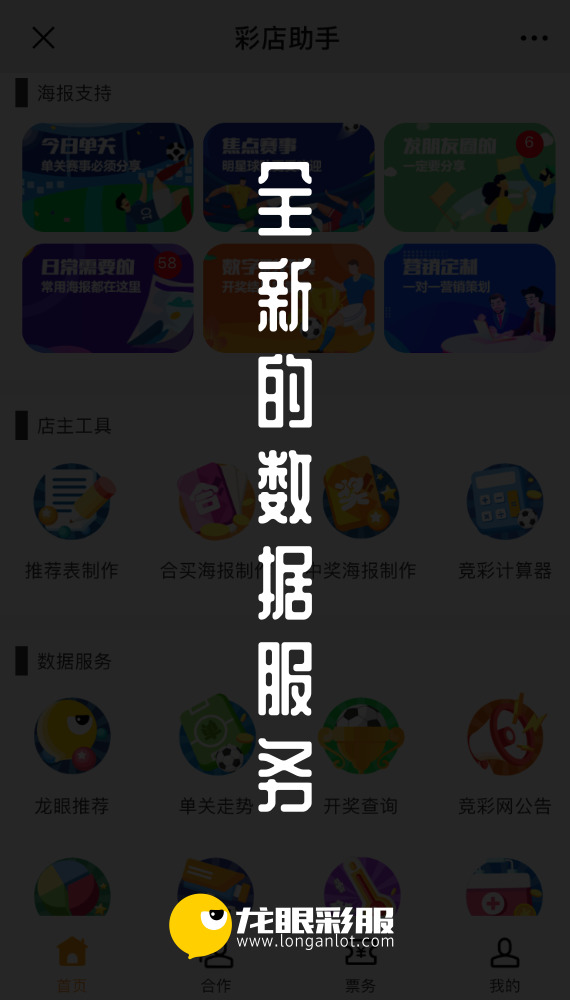 彩店助手
海报支持
今日单关
单关赛事必须分享
焦点赛事
明星球
迎
发朋友圈的
一定要分享
6
日常需要的
常用海报都在这里
58
数字
开奖
营销定制
一对一营销策划
全新的数据服务
店主工具
推荐表制作
合买海报制作
中奖海报制作
竞彩计算器
数据服务
龙眼推荐
单关走势
开奖查询
竞彩网公告
龙眼彩服
www.longanlot.com
首页
合作
票务
我的